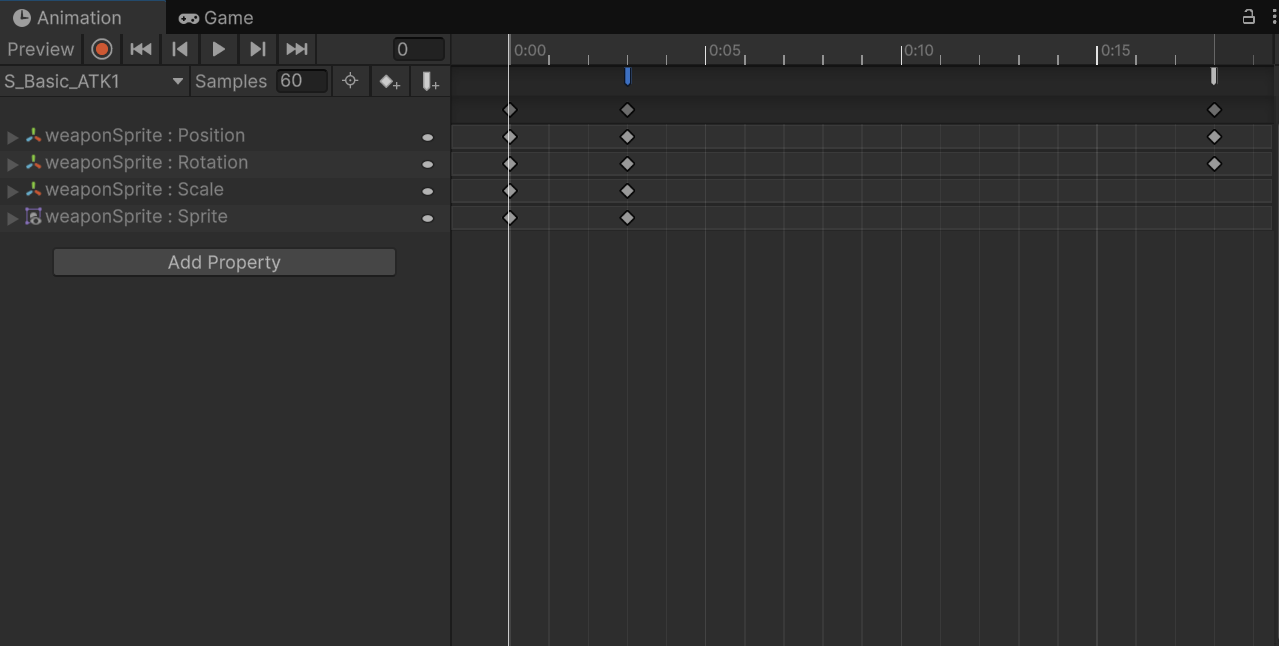 Animation Game
Preview 0 0:00 0:05 0:10 0:15
S_Basic_ATK1 Samples 60
weaponSprite : Position
weaponSprite : Rotation
weaponSprite : Scale
weaponSprite : Sprite
Add Property